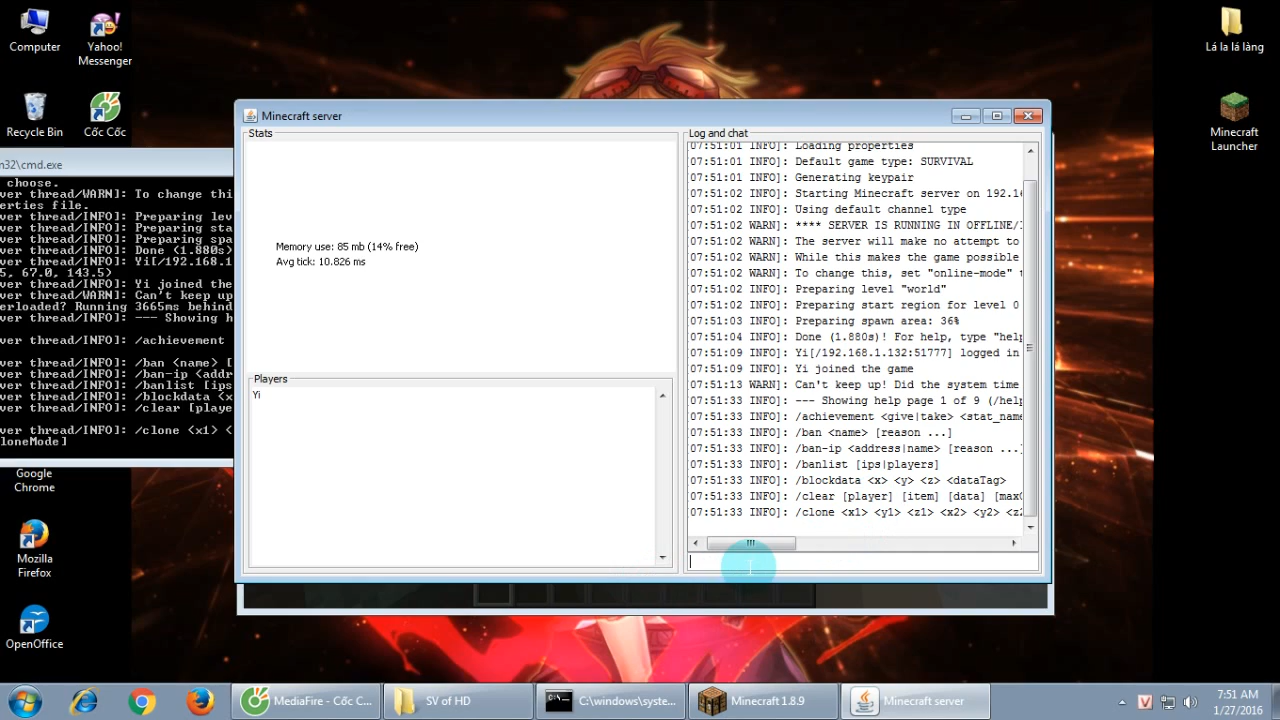 Computer
Yahoo!
Messenger
Recycle Bin
Cốc Cốc
Lá la lá làng
Minecraft
Launcher
m32\cmd.exe
choose.
ver thread/WARN]: To change thi
erties file.
ver thread/INFO]: Preparing lev
ver thread/INFO]: Preparing sta
ver thread/INFO]: Preparing spa
ver thread/INFO]: Done (1.880s)
ver thread/INFO]: Yi[/192.168.1
5, 67.0, 143.5)
ver thread/INFO]: Yi joined the
ver thread/WARN]: Can't keep up
erloaded? Running 3665ms behind
ver thread/INFO]: --- Showing h
ver thread/INFO]: /achievement
ver thread/INFO]: /ban <name> [
ver thread/INFO]: /ban-ip <addr
ver thread/INFO]: /banlist [ips
ver thread/INFO]: /blockdata <x
ver thread/INFO]: /clear [playe
ver thread/INFO]: /clone <x1> <
loneMode]
Google
Chrome
Mozilla
Firefox
OpenOffice
Minecraft server
Stats
Memory use: 85 mb (14% free)
Avg tick: 10.826 ms
Players
Yi
Log and chat
07:51:01 INFO]: Loading properties
07:51:01 INFO]: Default game type: SURVIVAL
07:51:01 INFO]: Generating keypair
07:51:02 INFO]: Starting Minecraft server on 192.16
07:51:02 INFO]: Using default channel type
07:51:02 WARN]: **** SERVER IS RUNNING IN OFFLINE/I
07:51:02 WARN]: The server will make no attempt to
07:51:02 WARN]: While this makes the game possible
07:51:02 WARN]: To change this, set "online-mode" t
07:51:02 INFO]: Preparing level "world"
07:51:02 INFO]: Preparing start region for level 0
07:51:03 INFO]: Preparing spawn area: 36%
07:51:04 INFO]: Done (1.880s)! For help, type "help
07:51:09 INFO]: Yi[/192.168.1.132:51777] logged in
07:51:09 INFO]: Yi joined the game
07:51:13 WARN]: Can't keep up! Did the system time
07:51:33 INFO]: --- Showing help page 1 of 9 (/help
07:51:33 INFO]: /achievement <give|take> <stat_name
07:51:33 INFO]: /ban <name> [reason ...]
07:51:33 INFO]: /ban-ip <address|name> [reason ...]
07:51:33 INFO]: /banlist [ips|players]
07:51:33 INFO]: /blockdata <x> <y> <z> <dataTag>
07:51:33 INFO]: /clear [player] [item] [data] [maxC
07:51:33 INFO]: /clone <x1> <y1> <z1> <x2> <y2> <z2
MediaFire - Cốc C...
SV of HD
C:\windows\syste...
Minecraft 1.8.9
Minecraft server
V
7:51 AM
1/27/2016